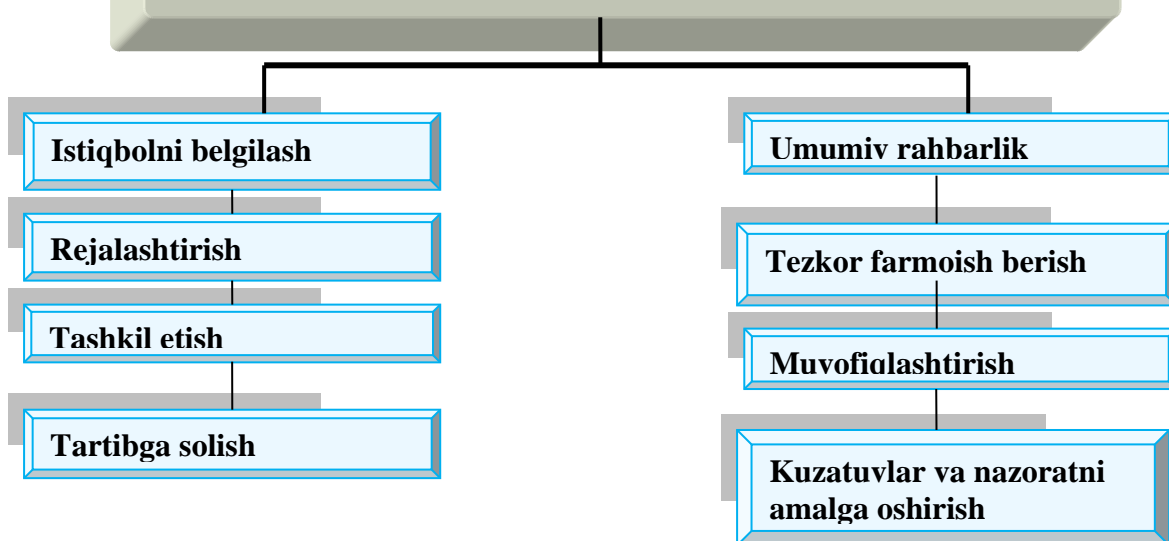 Istiqbolni belgilash
Rejalashtirish
Tashkil etish
Tartibga solish
Umumiy rahbarlik
Tezkor farmoish berish
Muvofiqlashtirish
Kuzatuvlar va nazoratni
amalga oshirish